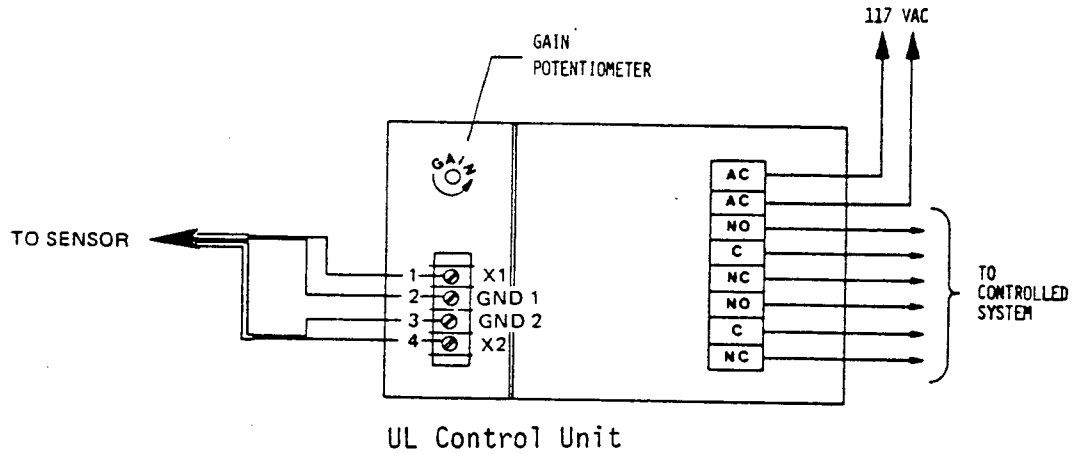 117 VAC
GAIN
POTENTIOMETER
GAIN
AC
AC
NO
C
NC
NO
C
NC
TO SENSOR
1 X1
2 GND 1
3 GND 2
4 X2
TO
CONTROLLED
SYSTEM
UL Control Unit